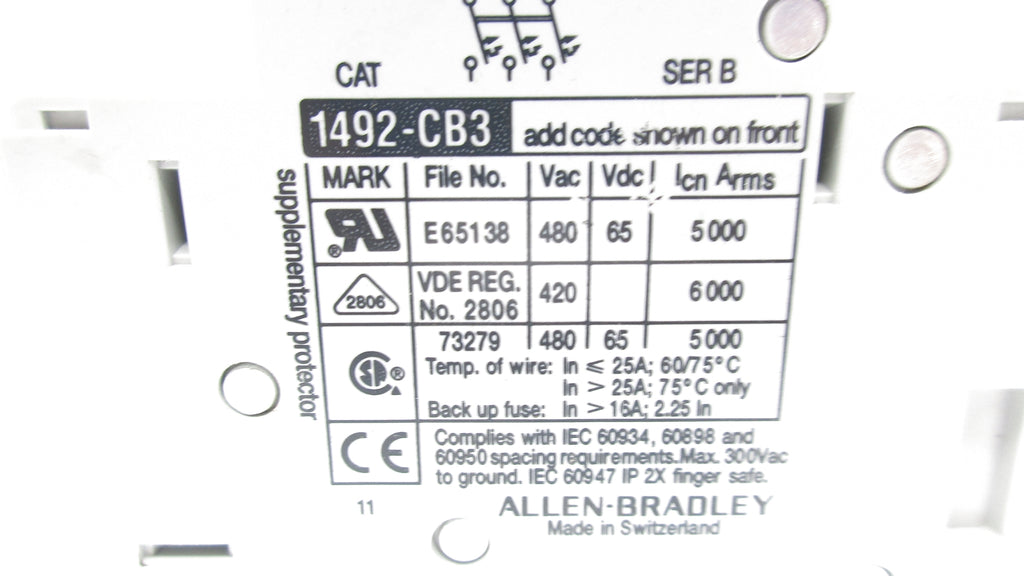 CAT SER B
1492-CB3 add code shown on front
MARK File No. Vac Vdc Icn Arms
RU ® E65138 480 65 5000
2806 VDE REG. No. 2806 420 6000
73279 480 65 5000
SA ®
Temp. of wire: In ≤ 25A; 60/75°C
In > 25A; 75°C only
Back up fuse: In > 16A; 2.25 In
CE
Complies with IEC 60934, 60898 and
60950 spacing requirements. Max. 300Vac
to ground. IEC 60947 IP 2X finger safe.
11
ALLEN-BRADLEY
Made in Switzerland
supplementary protector